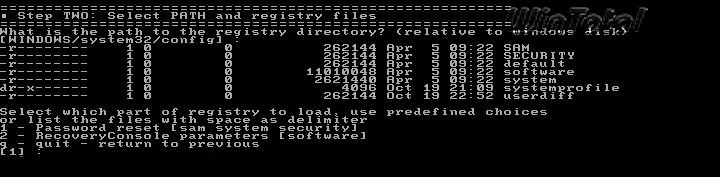 WinTotal
=========================================================
¤ Step TWO: Select PATH and registry files
=========================================================
What is the path to the registry directory? (relative to windows disk)
[WINDOWS/system32/config]
-r-------- 1 0 0 262144 Apr 5 09:22 SAM
-r-------- 1 0 0 262144 Apr 5 09:22 SECURITY
-r-------- 1 0 0 262144 Apr 5 09:22 default
-r-------- 1 0 0 11010048 Apr 5 09:22 software
-r-------- 1 0 0 2621440 Apr 5 09:22 system
dr-x------ 1 0 0 4096 Oct 19 21:09 systemprofile
-r-------- 1 0 0 262144 Oct 19 22:52 userdiff
Select which part of registry to load, use predefined choices
or list the files with space as delimiter
1 - Password reset [sam system security]
2 - RecoveryConsole parameters [software]
q - quit - return to previous
[1] :